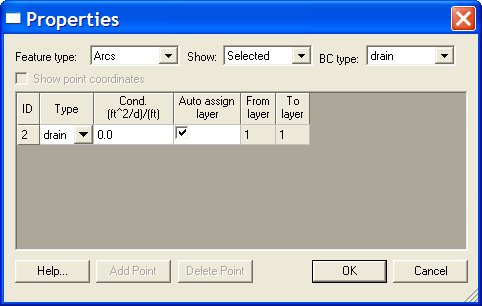 Properties
Feature type: Arcs Show: Selected BC type: drain
Show point coordinates
ID Type Cond. (ft^2/d)/(ft) Auto assign layer From layer To layer
2 drain 0.0 1 1
Help... Add Point Delete Point OK Cancel